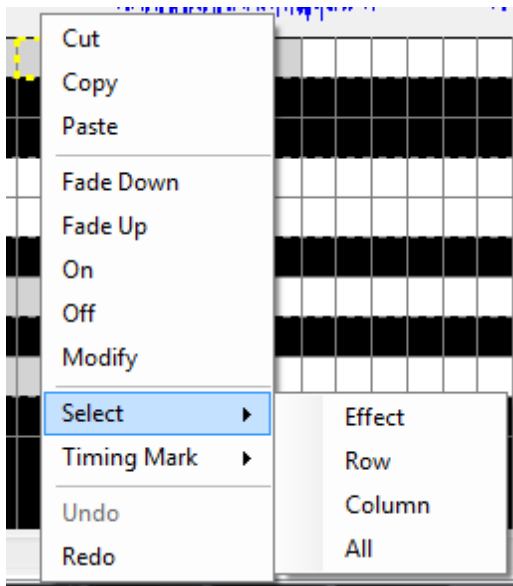 Cut
Copy
Paste
Fade Down
Fade Up
On
Off
Modify
Select
Timing Mark
Undo
Redo
Effect
Row
Column
All